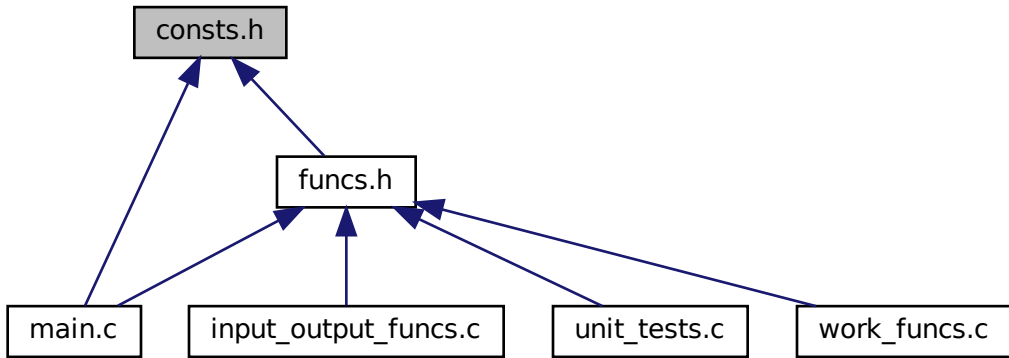 consts.h
funcs.h
main.c
input_output_funcs.c
unit_tests.c
work_funcs.c